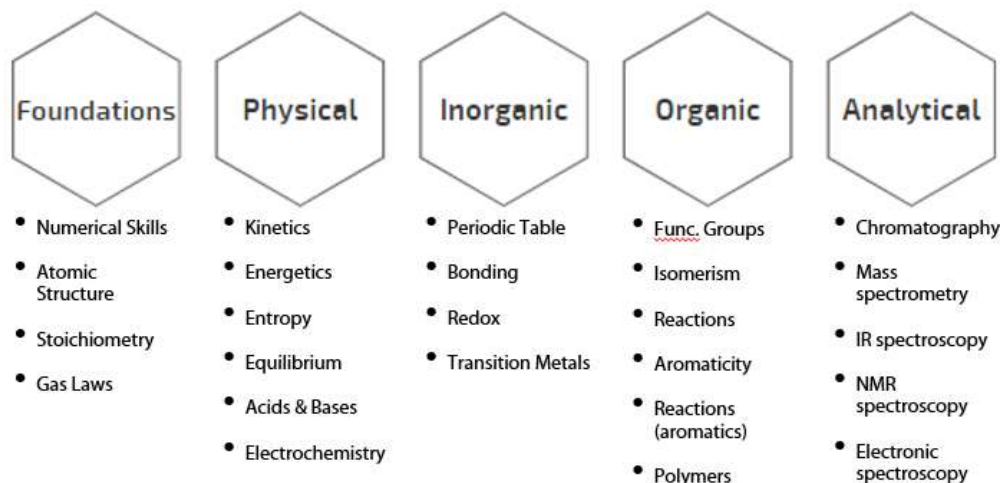 Foundations
Numerical Skills
Atomic
Structure
Stoichiometry
Gas Laws
Physical
Kinetics
Energetics
Entropy
Equilibrium
Acids & Bases
Electrochemistry
Inorganic
Periodic Table
Bonding
Redox
Transition Metals
Organic
Func. Groups
Isomerism
Reactions
Aromaticity
Reactions
(aromatics)
Polymers
Analytical
Chromatography
Mass
spectrometry
IR spectroscopy
NMR
spectroscopy
Electronic
spectroscopy